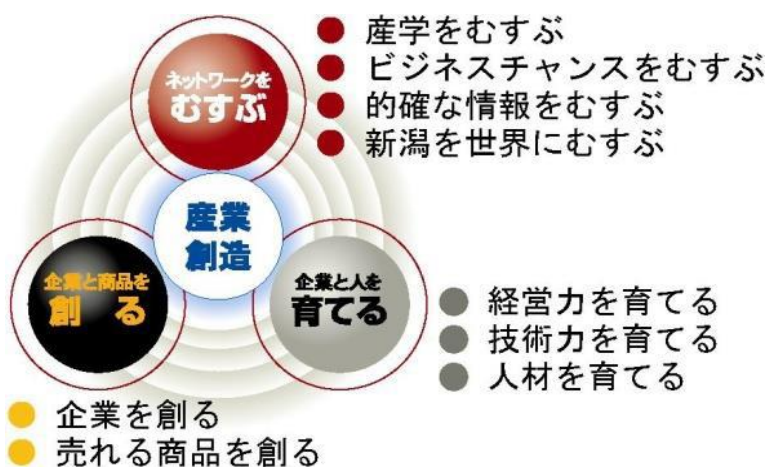 ネットワークを
むすぶ
産学をむすぶ
ビジネスチャンスをむすぶ
的確な情報をむすぶ
新潟を世界にむすぶ
産業
創造
企業と商品を
創る
企業と人を
育てる
経営力を育てる
技術力を育てる
人材を育てる
企業を創る
売れる商品を創る